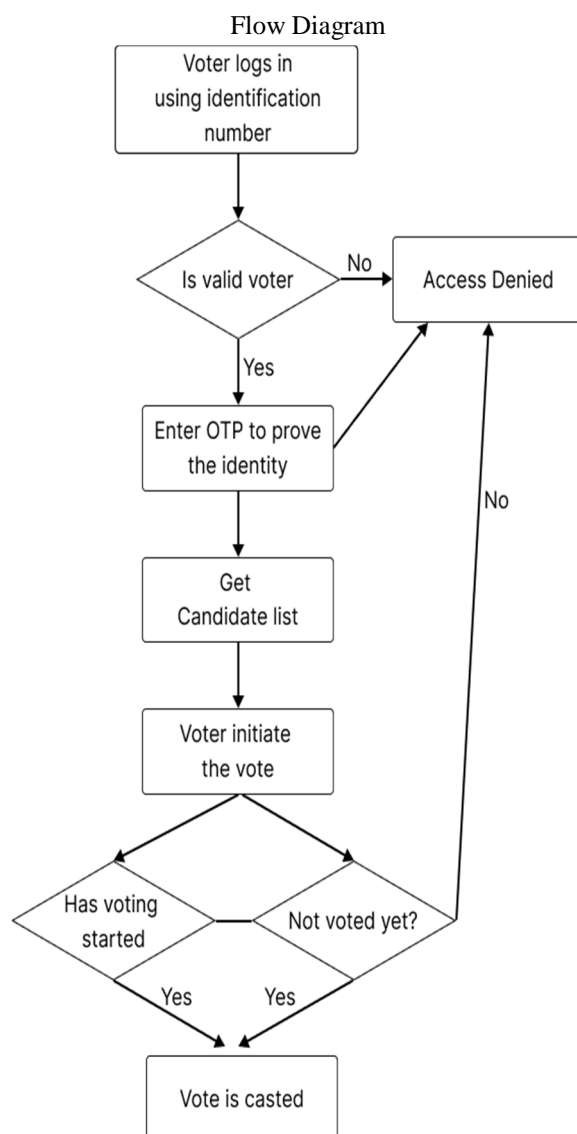 Flow Diagram
Voter logs in
using identification
number
Is valid voter
No
Access Denied
Yes
Enter OTP to prove
the identity
No
Get
Candidate list
Voter initiate
the vote
Has voting
started
Not voted yet?
Yes
Yes
Vote is casted